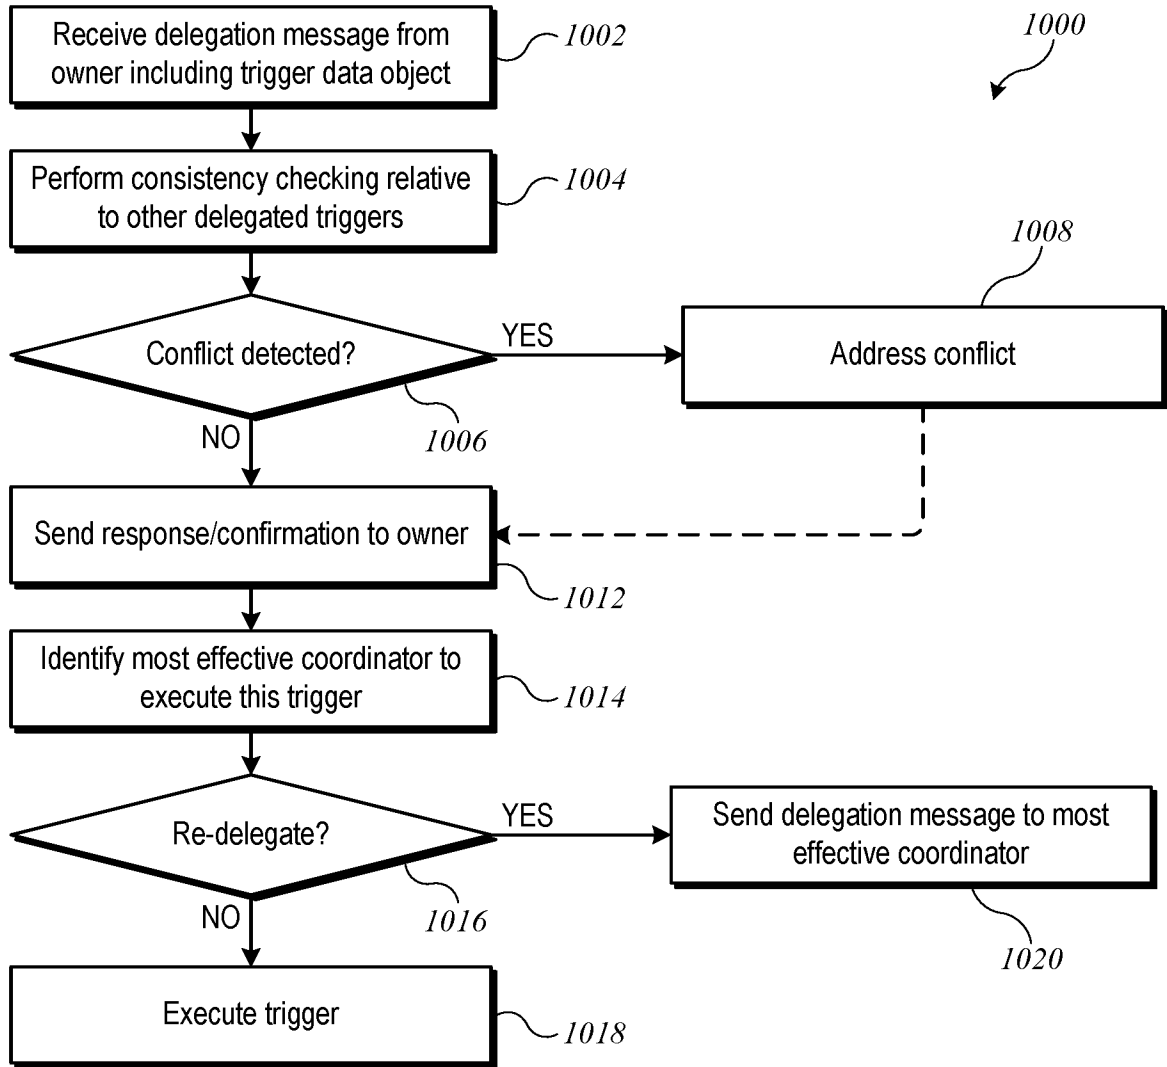 Receive delegation message from
owner including trigger data object
1002
1000
Perform consistency checking relative
to other delegated triggers
1004
1008
Conflict detected?
YES
Address conflict
1006
NO
Send response/confirmation to owner
1012
Identify most effective coordinator to
execute this trigger
1014
Re-delegate?
YES
Send delegation message to most
effective coordinator
1016
NO
1020
Execute trigger
1018